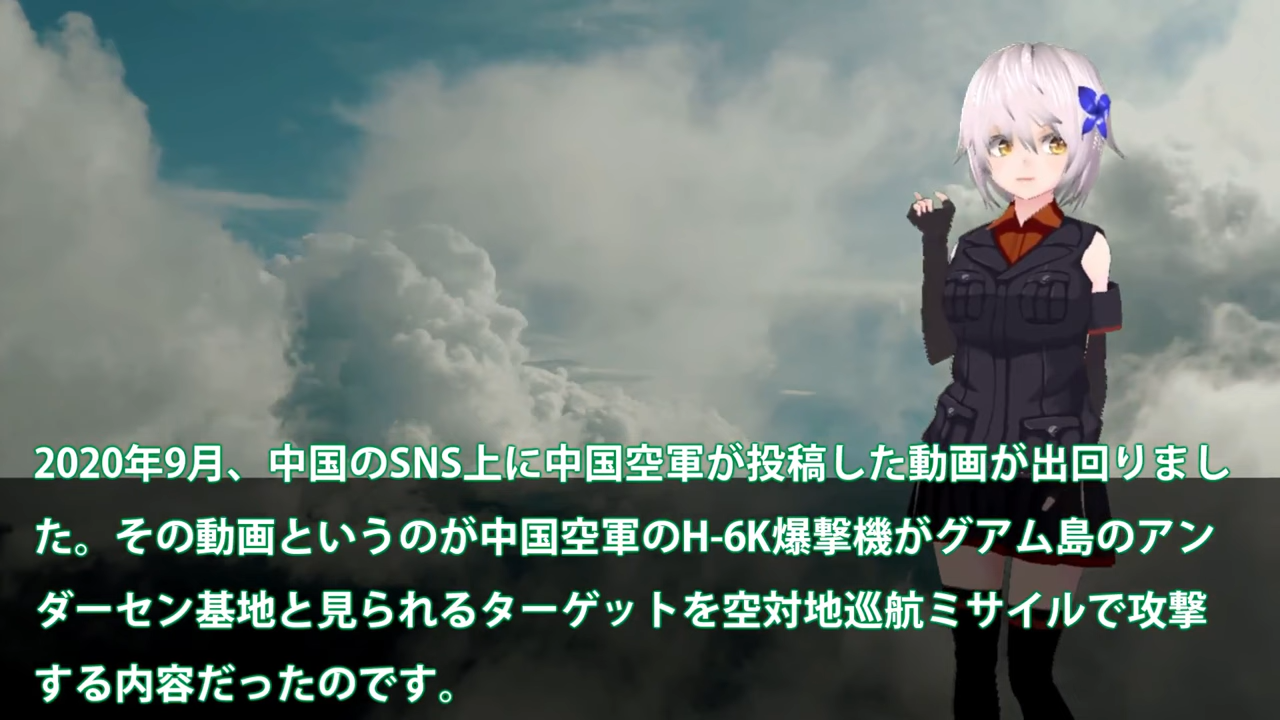 2020年9月、中国のSNS上に中国空軍が投稿した動画が出回りまし
た。その動画というのが中国空軍のH-6K爆撃機がグアム島のアン
ダーセン基地と見られるターゲットを空対地巡航ミサイルで攻撃
する内容だったのです。